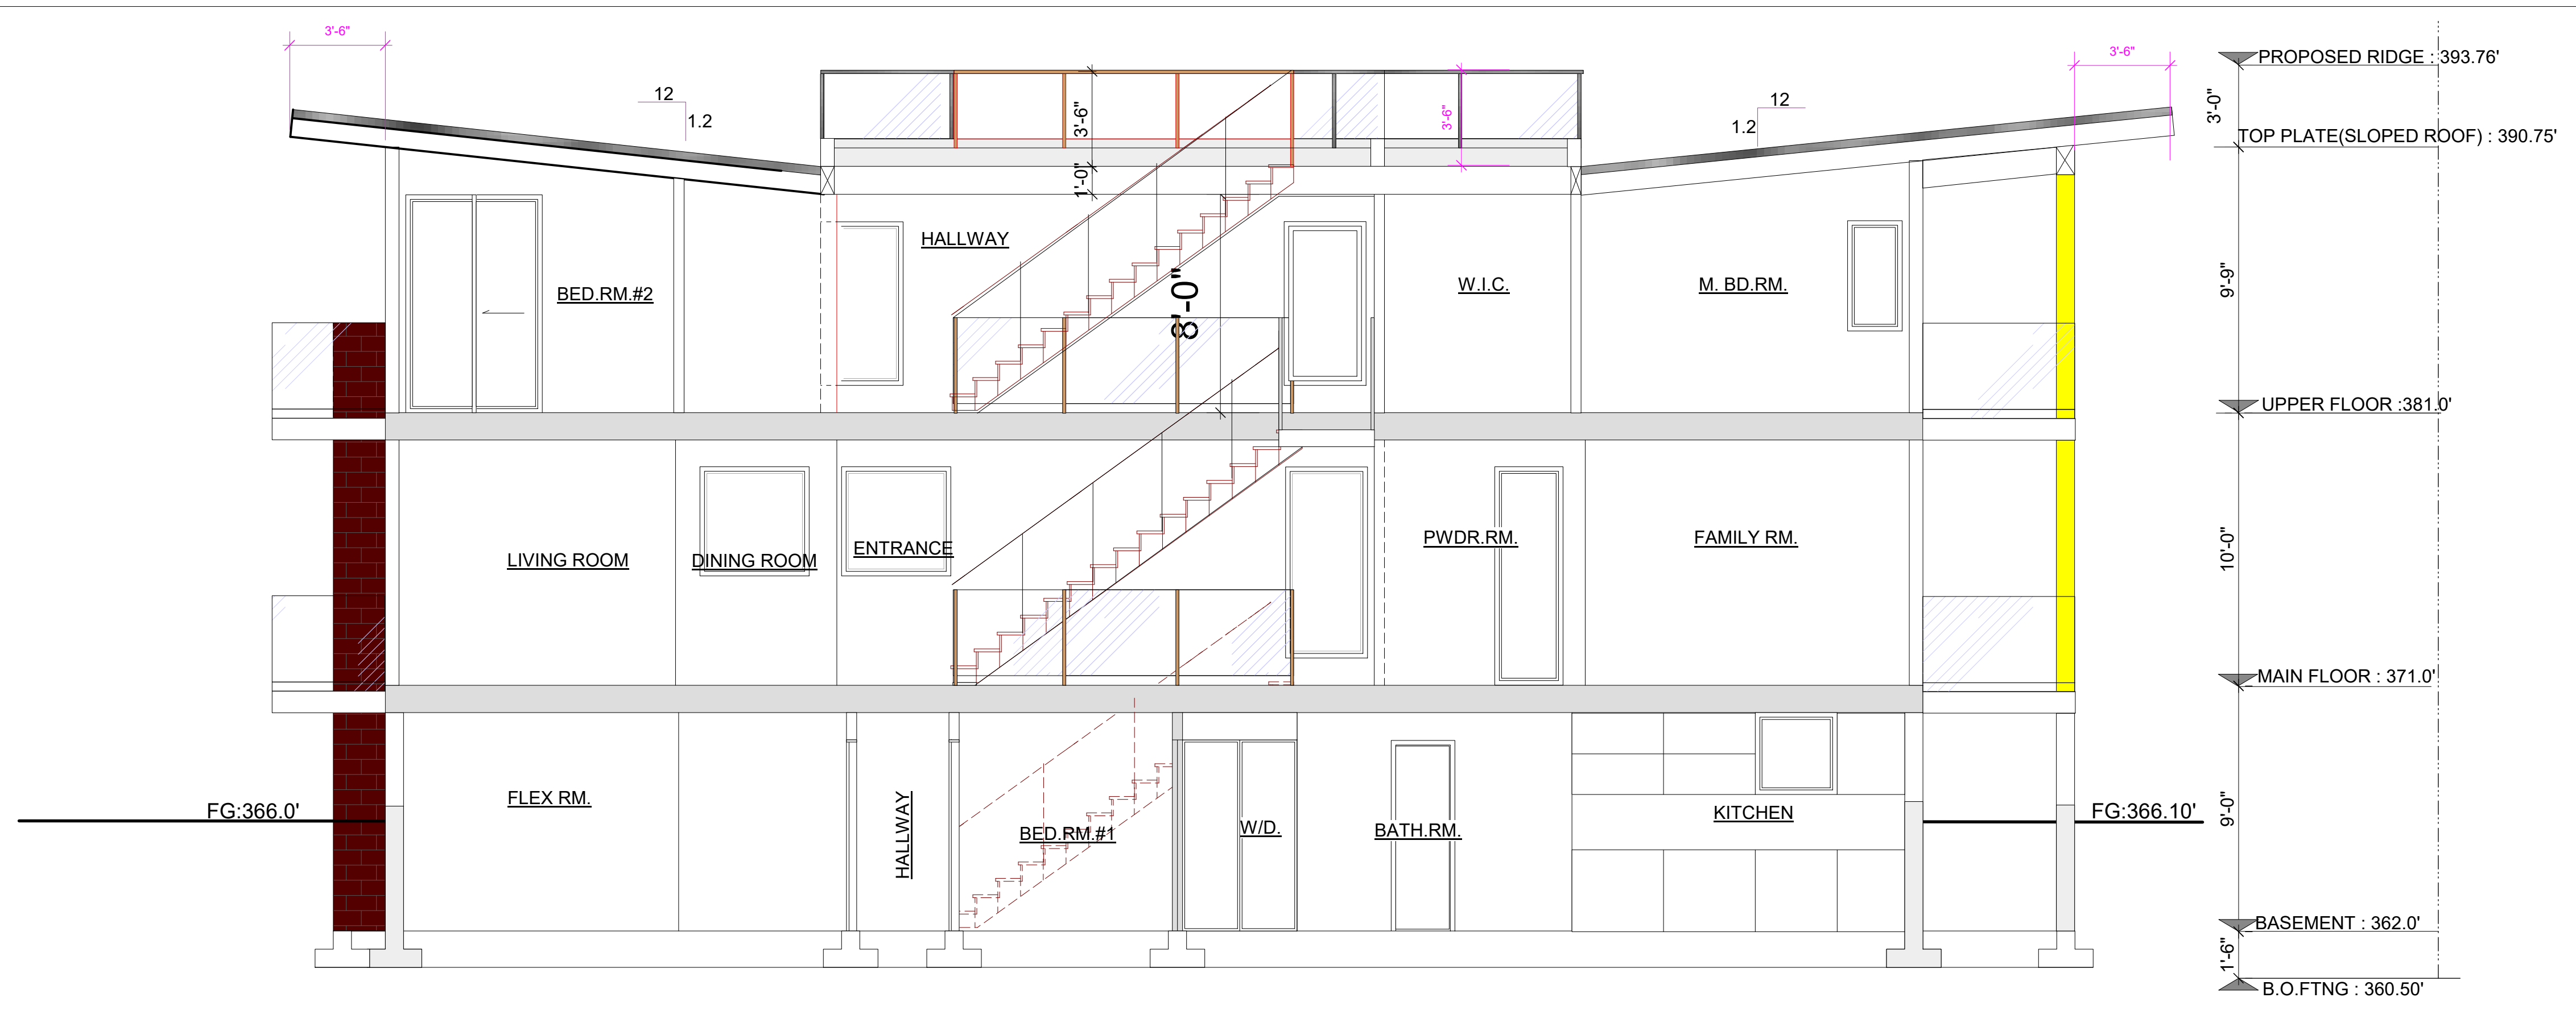 3'-6"
3'-6"
PROPOSED RIDGE : 393.76'
12
1.2
3'-6"
3'-6"
12
1.2
3'-0"
TOP PLATE(SLOPED ROOF) : 390.75'
1'-0"
HALLWAY
BED.RM.#2
8'-0"
W.I.C.
M. BD.RM.
9'-9"
UPPER FLOOR :381.0'
LIVING ROOM
DINING ROOM
ENTRANCE
PWDR.RM.
FAMILY RM.
10'-0"
MAIN FLOOR : 371.0'
FG:366.0'
FLEX RM.
HALLWAY
BED.RM.#1
W/D.
BATH.RM.
KITCHEN
FG:366.10'
9'-0"
BASEMENT : 362.0'
1'-6"
B.O.FTNG : 360.50'